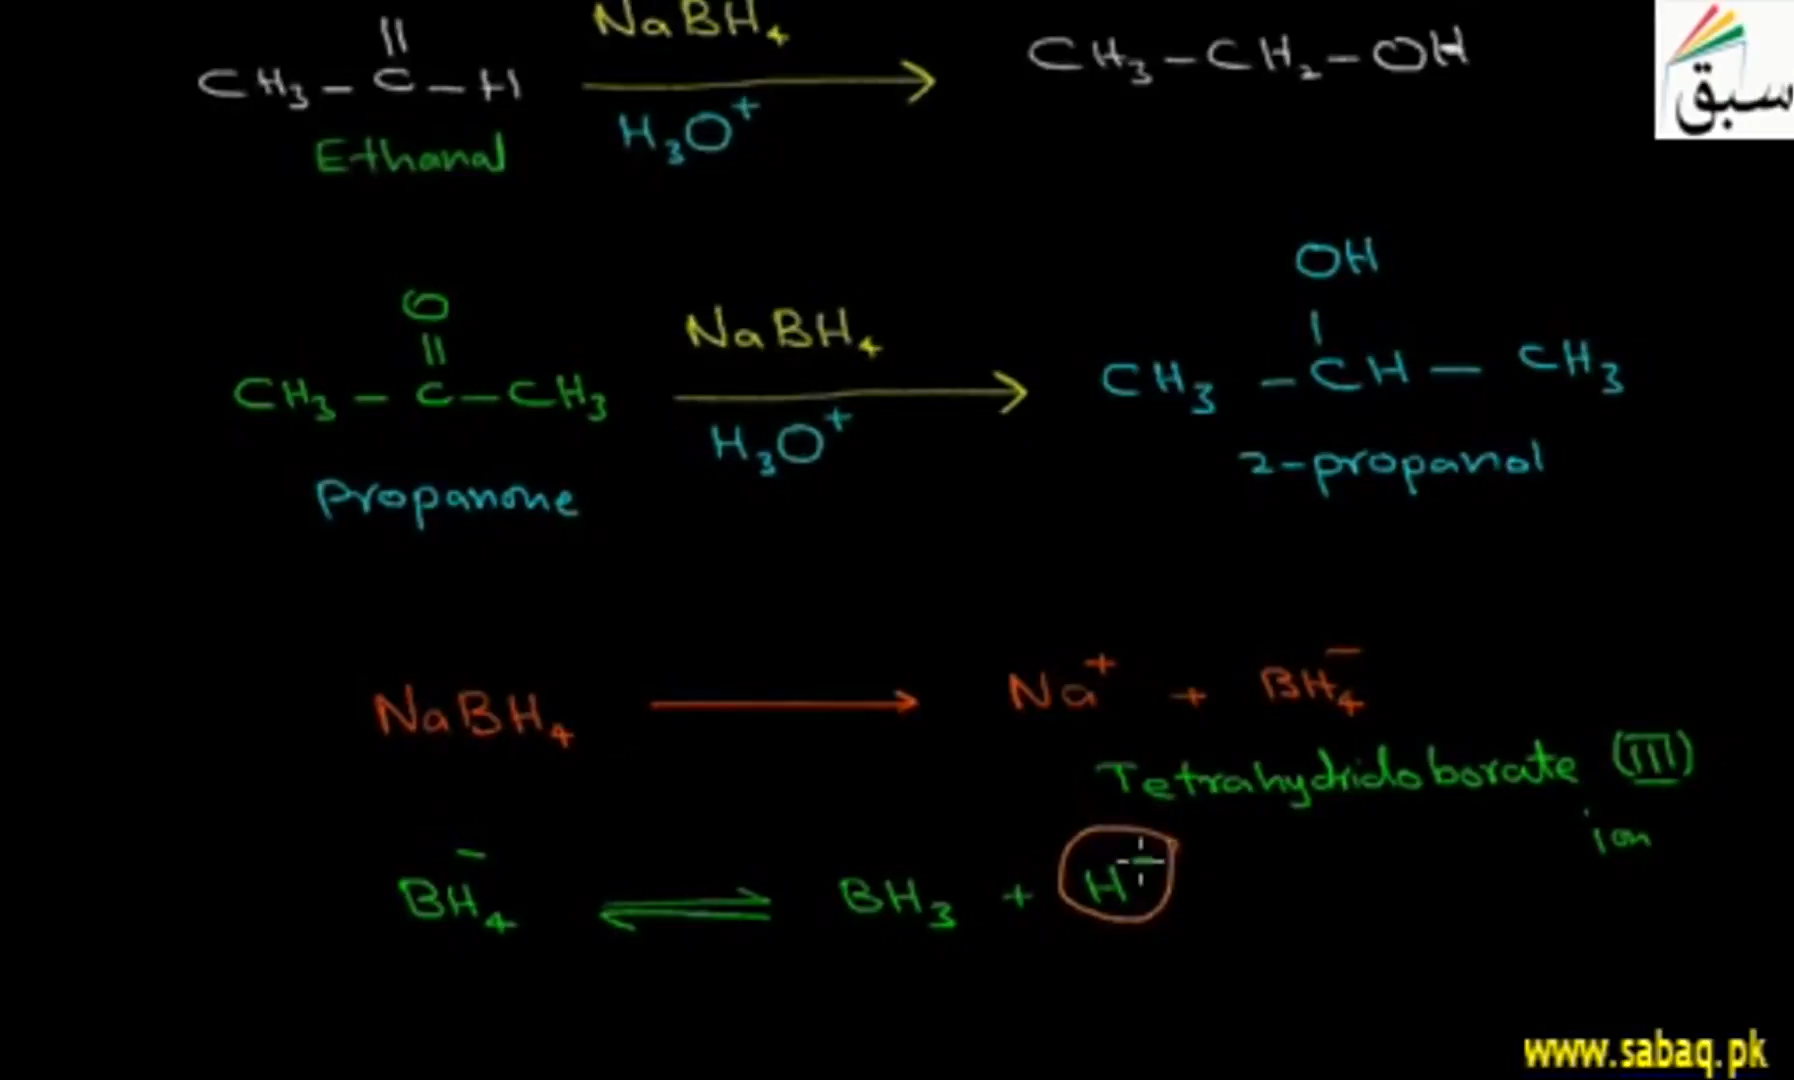 ||
CH₃ – C – H
NaBH₄
H₃O⁺
CH₃ – CH₂ – OH
Ethanal
سبق
O
||
CH₃ – C – CH₃
NaBH₄
H₃O⁺
OH
|
CH₃ – CH – CH₃
Propanone
2-propanol
NaBH₄ ⟶ Na⁺ + BH₄⁻
Tetrahydridoborate (III)
ion
BH₄⁻ ⇌ BH₃ + H⁻
www.sabaq.pk